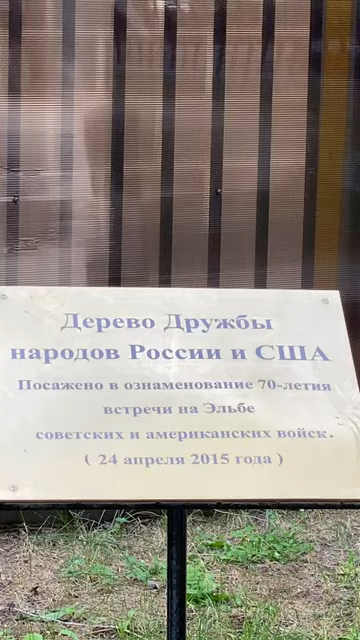 Дерево Дружбы
народов России и США
Посажено в ознаменование 70-летия
встречи на Эльбе
советских и американских войск.
( 24 апреля 2015 года )